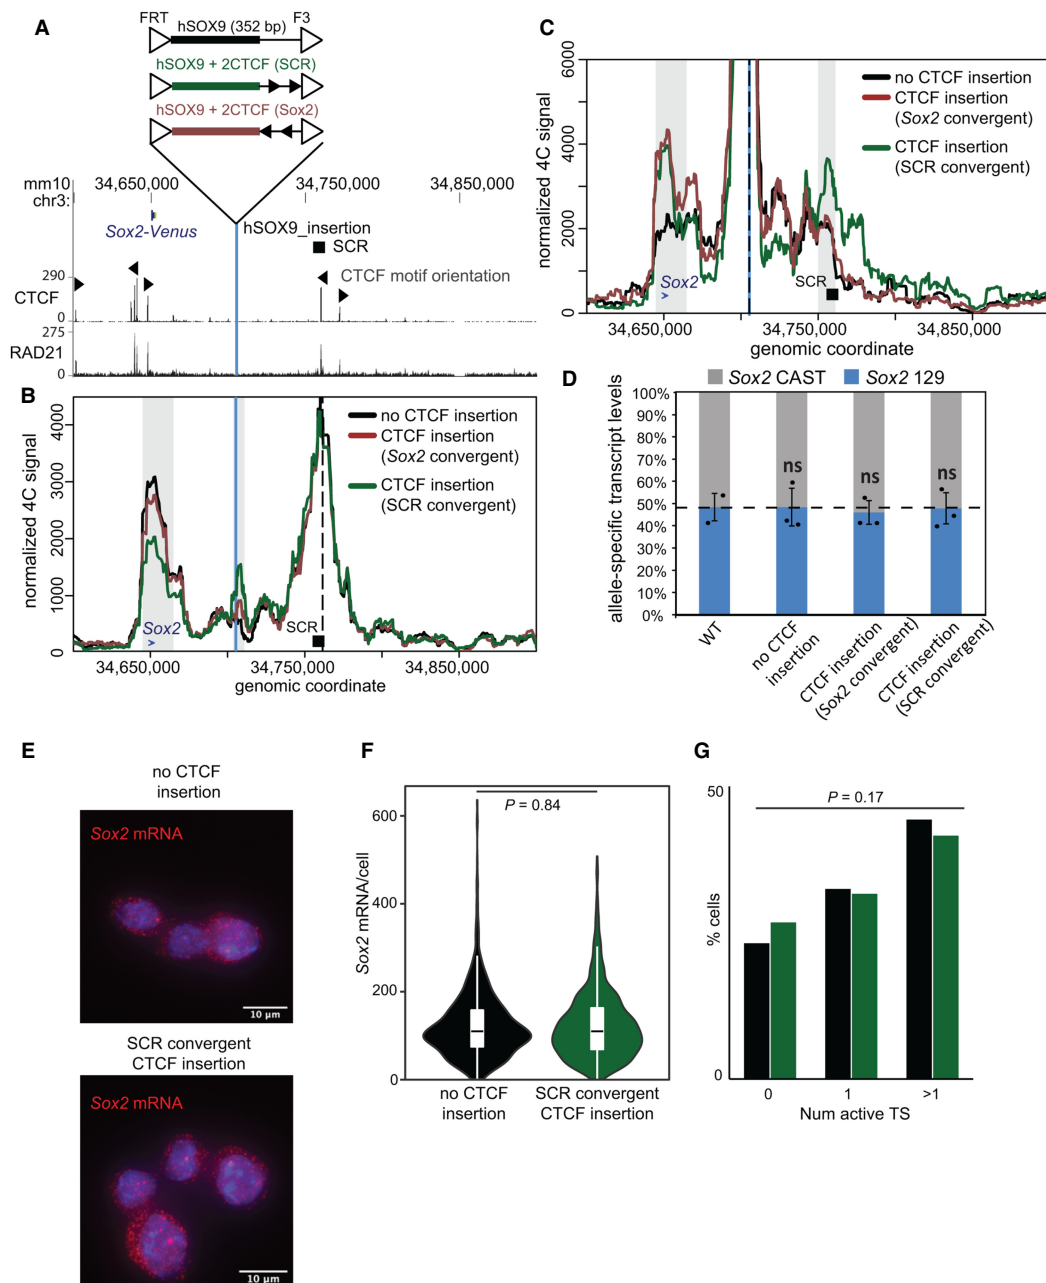 A
FRT
hSOX9 (352 bp)
F3
hSOX9 + 2CTCF (SCR)
hSOX9 + 2CTCF (Sox2)
mm10
chr3:
34,650,000
34,750,000
34,850,000
Sox2-Venus
hSOX9_insertion
SCR
CTCF motif orientation
290
CTCF
0
275
RAD21
0
B
normalized 4C signal
4000
3000
2000
1000
0
no CTCF insertion
CTCF insertion
(Sox2 convergent)
CTCF insertion
(SCR convergent)
Sox2
SCR
34,650,000
34,750,000
34,850,000
genomic coordinate
C
normalized 4C signal
6000
4000
2000
0
no CTCF insertion
CTCF insertion
(Sox2 convergent)
CTCF insertion
(SCR convergent)
Sox2
SCR
34,650,000
34,750,000
34,850,000
genomic coordinate
D
Sox2 CAST
Sox2 129
allele-specific transcript levels
100%
90%
80%
70%
60%
50%
40%
30%
20%
10%
0%
ns
ns
ns
WT
no CTCF
insertion
CTCF insertion
(Sox2 convergent)
CTCF insertion
(SCR convergent)
E
no CTCF
insertion
Sox2 mRNA
10 µm
SCR convergent
CTCF insertion
Sox2 mRNA
10 µm
F
Sox2 mRNA/cell
600
400
200
0
P = 0.84
no CTCF
insertion
SCR convergent
CTCF insertion
G
% cells
50
0
P = 0.17
0
1
>1
Num active TS